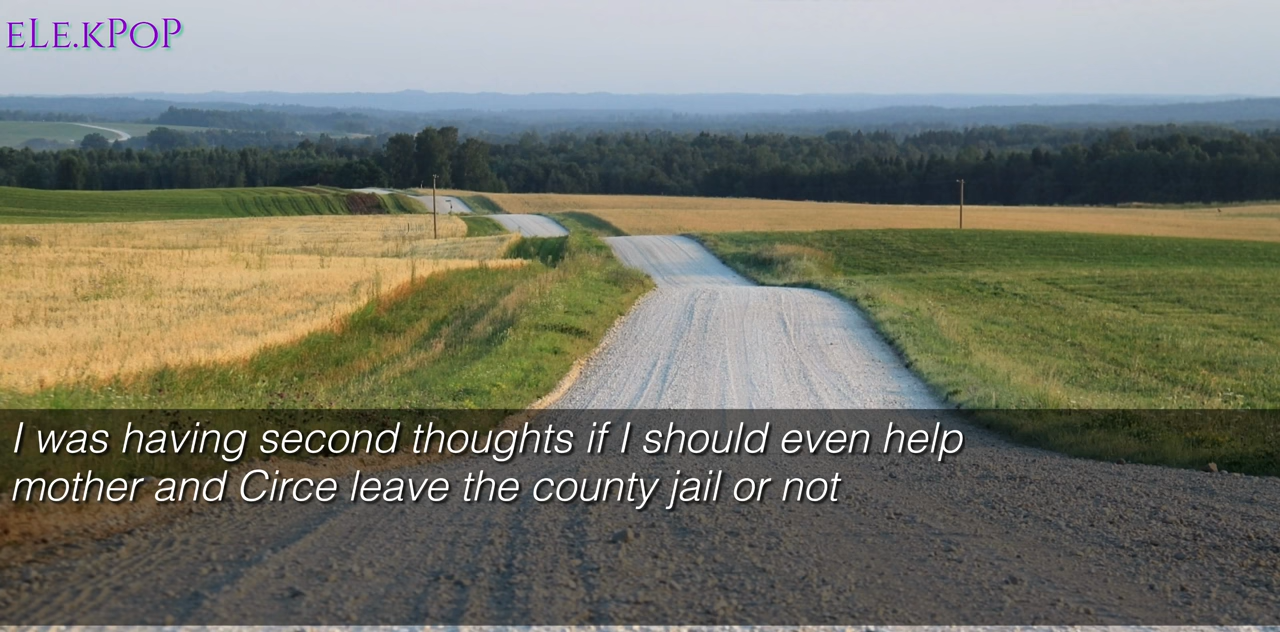 ELE.KPOP
I was having second thoughts if I should even help
mother and Circe leave the county jail or not